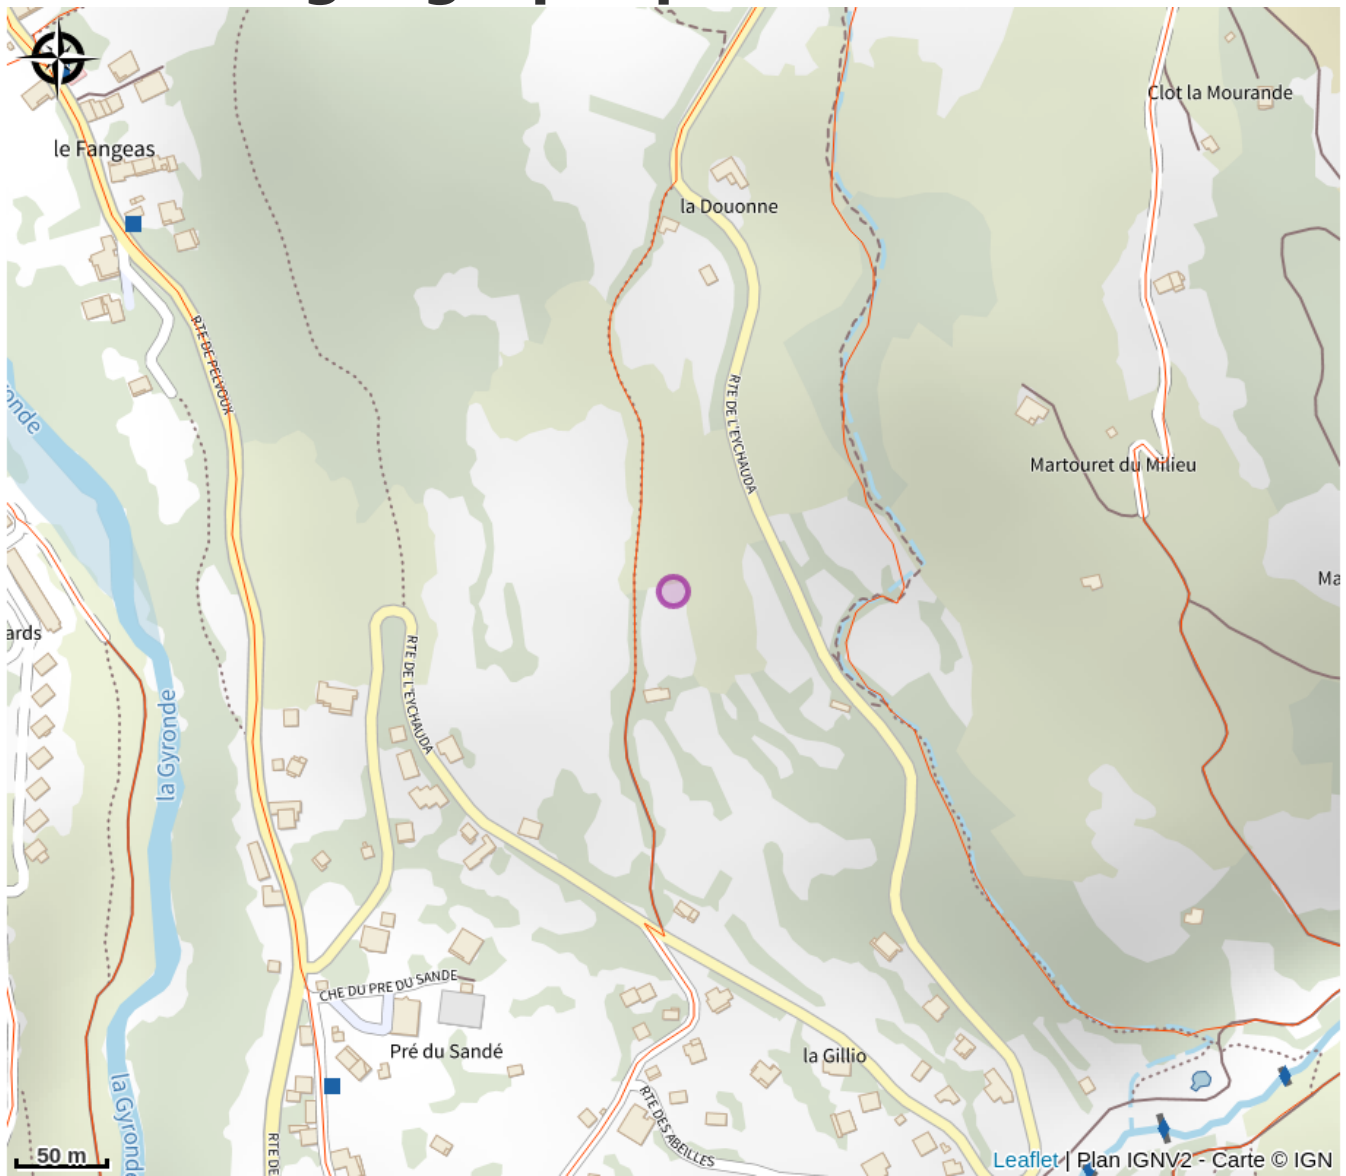 Clot la Mourande
le Fangeas
la Douonne
RTE DE PELVOUX
RTE DE L'EYCHAUDA
onde
Martouret du Milieu
Ma
ards
RTE DE L'EYCHAUDA
la Gyronde
CHE DU PRE DU SANDE
Pré du Sandé
la Gillio
la Gyronde
RTE DES ABEILLES
RTE DE
50 m
Leaflet | Plan IGNV2 - Carte © IGN